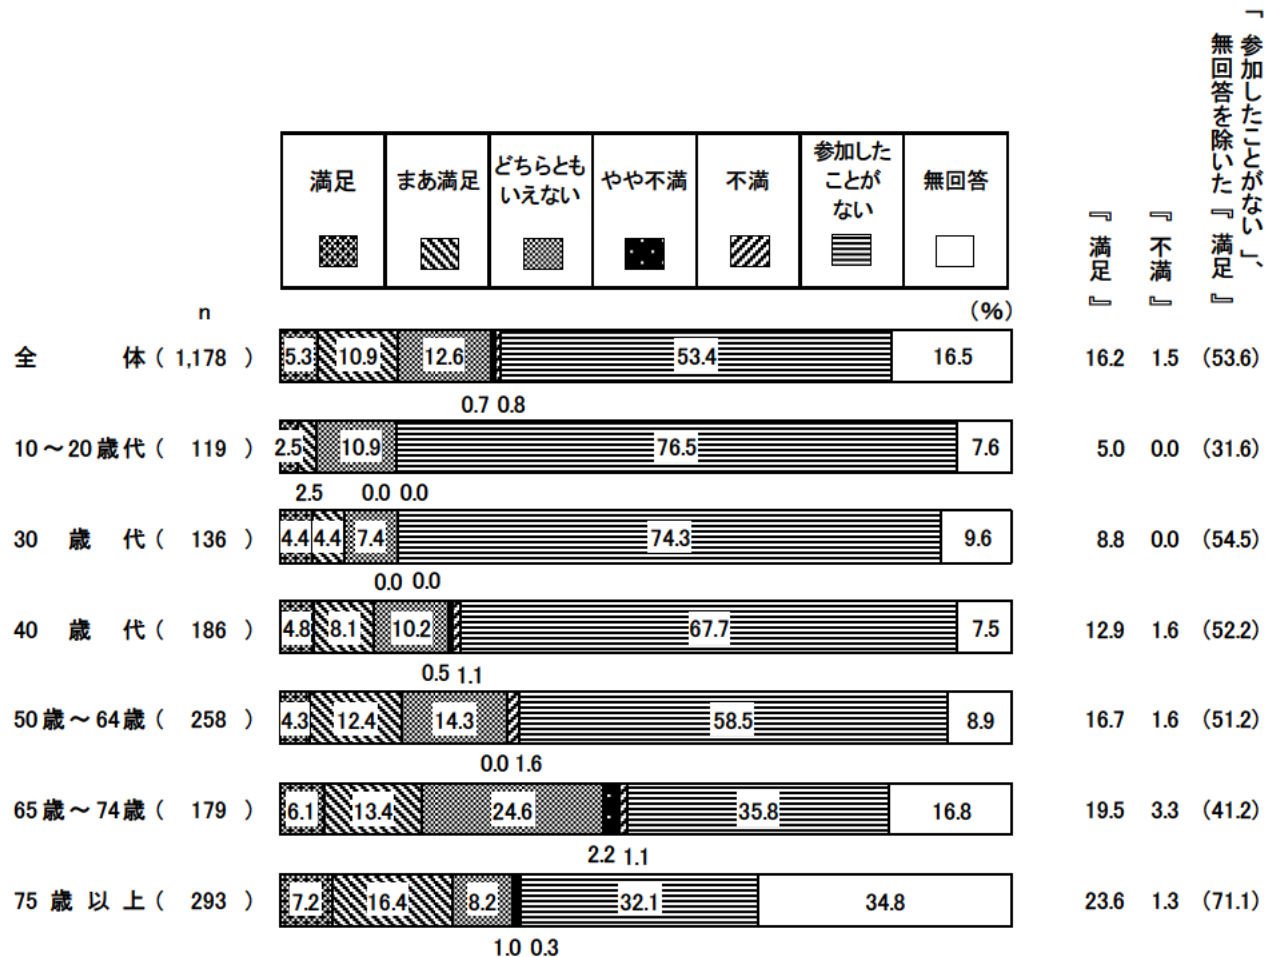 「参加したことがない」、
無回答を除いた『満足』
『満足』
『不満』
満足
まあ満足
どちらとも
いえない
やや不満
不満
参加した
ことが
ない
無回答
n
(%)
全体(1,178) 5.3 10.9 12.6 53.4 16.5 16.2 1.5 (53.6)
0.7 0.8
10~20歳代(119) 2.5 10.9 76.5 7.6 5.0 0.0 (31.6)
2.5 0.0 0.0
30歳代(136) 4.4 4.4 7.4 74.3 9.6 8.8 0.0 (54.5)
0.0 0.0
40歳代(186) 4.8 8.1 10.2 67.7 7.5 12.9 1.6 (52.2)
0.5 1.1
50歳~64歳(258) 4.3 12.4 14.3 58.5 8.9 16.7 1.6 (51.2)
0.0 1.6
65歳~74歳(179) 6.1 13.4 24.6 35.8 16.8 19.5 3.3 (41.2)
2.2 1.1
75歳以上(293) 7.2 16.4 8.2 32.1 34.8 23.6 1.3 (71.1)
1.0 0.3